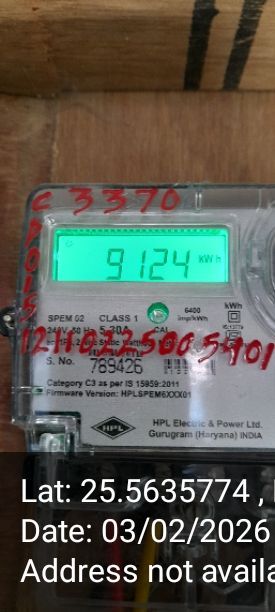 C 3370
9124 kWh
SPEM 02 CLASS 1
6400
imp/kWh
kWh
240V 50 Hz 5-30A
CAL
S. No. 789426
Category C3 as per IS 15959:2011
Firmware Version: HPLSPEM6XXX01
HPL
HPL Electric & Power Ltd.
Gurugram (Haryana) INDIA
Lat: 25.5635774 ,
Date: 03/02/2026
Address not availa